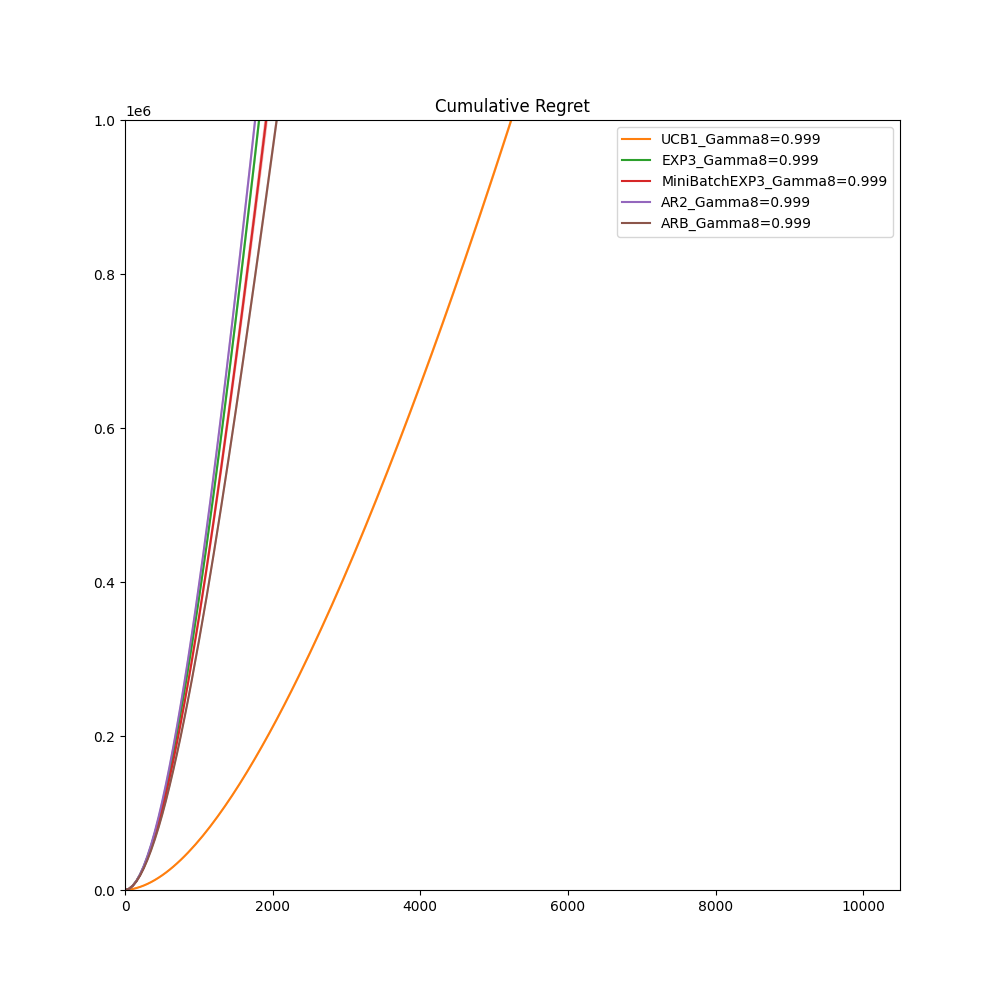 Cumulative Regret
1e6
1.0
0.8
0.6
0.4
0.2
0.0
0 2000 4000 6000 8000 10000
UCB1_Gamma8=0.999
EXP3_Gamma8=0.999
MiniBatchEXP3_Gamma8=0.999
AR2_Gamma8=0.999
ARB_Gamma8=0.999